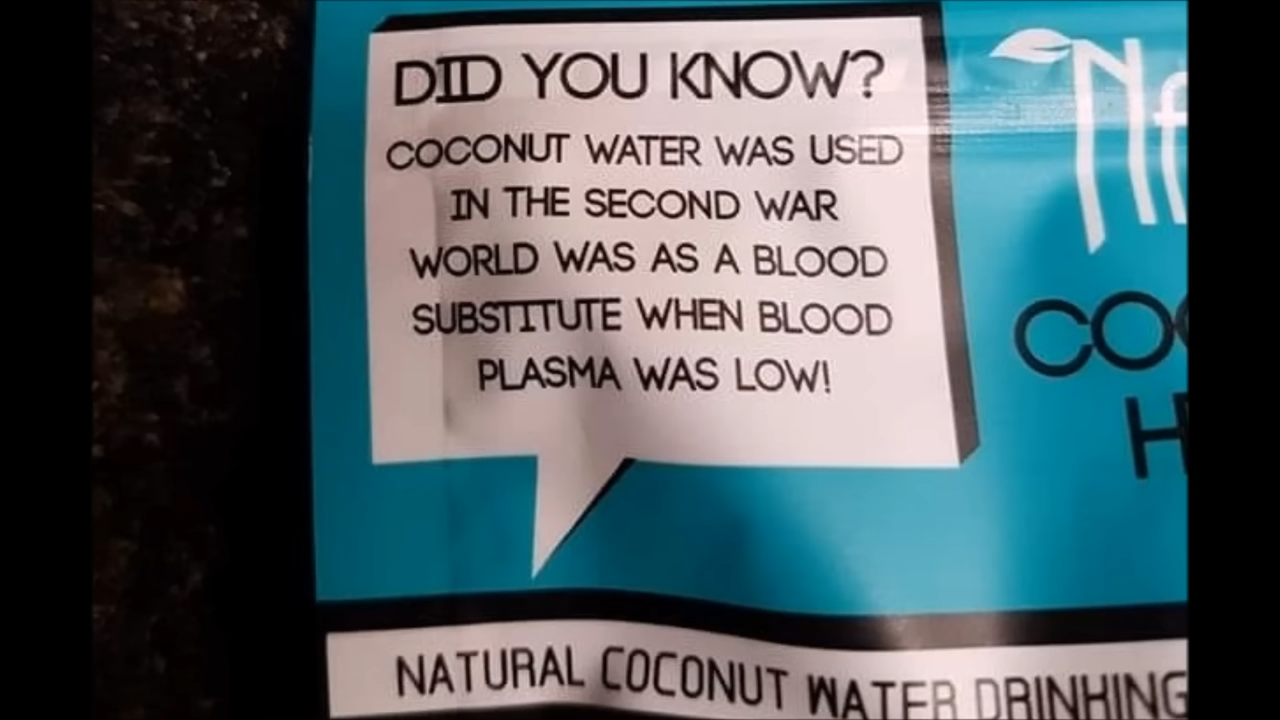 DID YOU KNOW?
COCONUT WATER WAS USED
IN THE SECOND WAR
WORLD WAS AS A BLOOD
SUBSTITUTE WHEN BLOOD
PLASMA WAS LOW!
NATURAL COCONUT WATER DRINKING